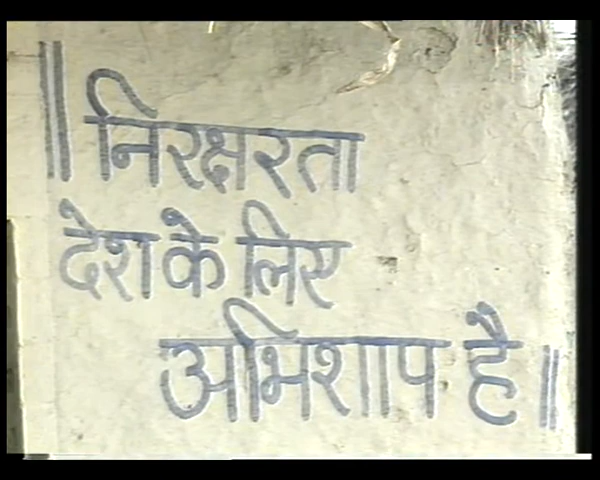 ॥ निरक्षरता
देश के लिए
अभिशाप है ॥